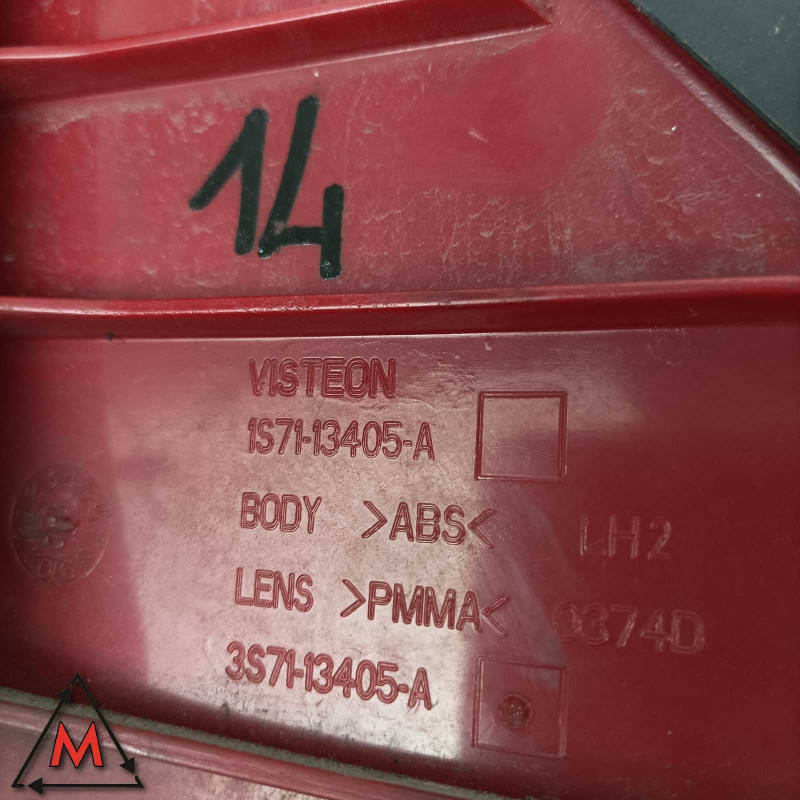 14
VISTEON
1S71-13405-A
BODY >ABS< LH2
LENS >PMMA< 0374D
3S71-13405-A
M